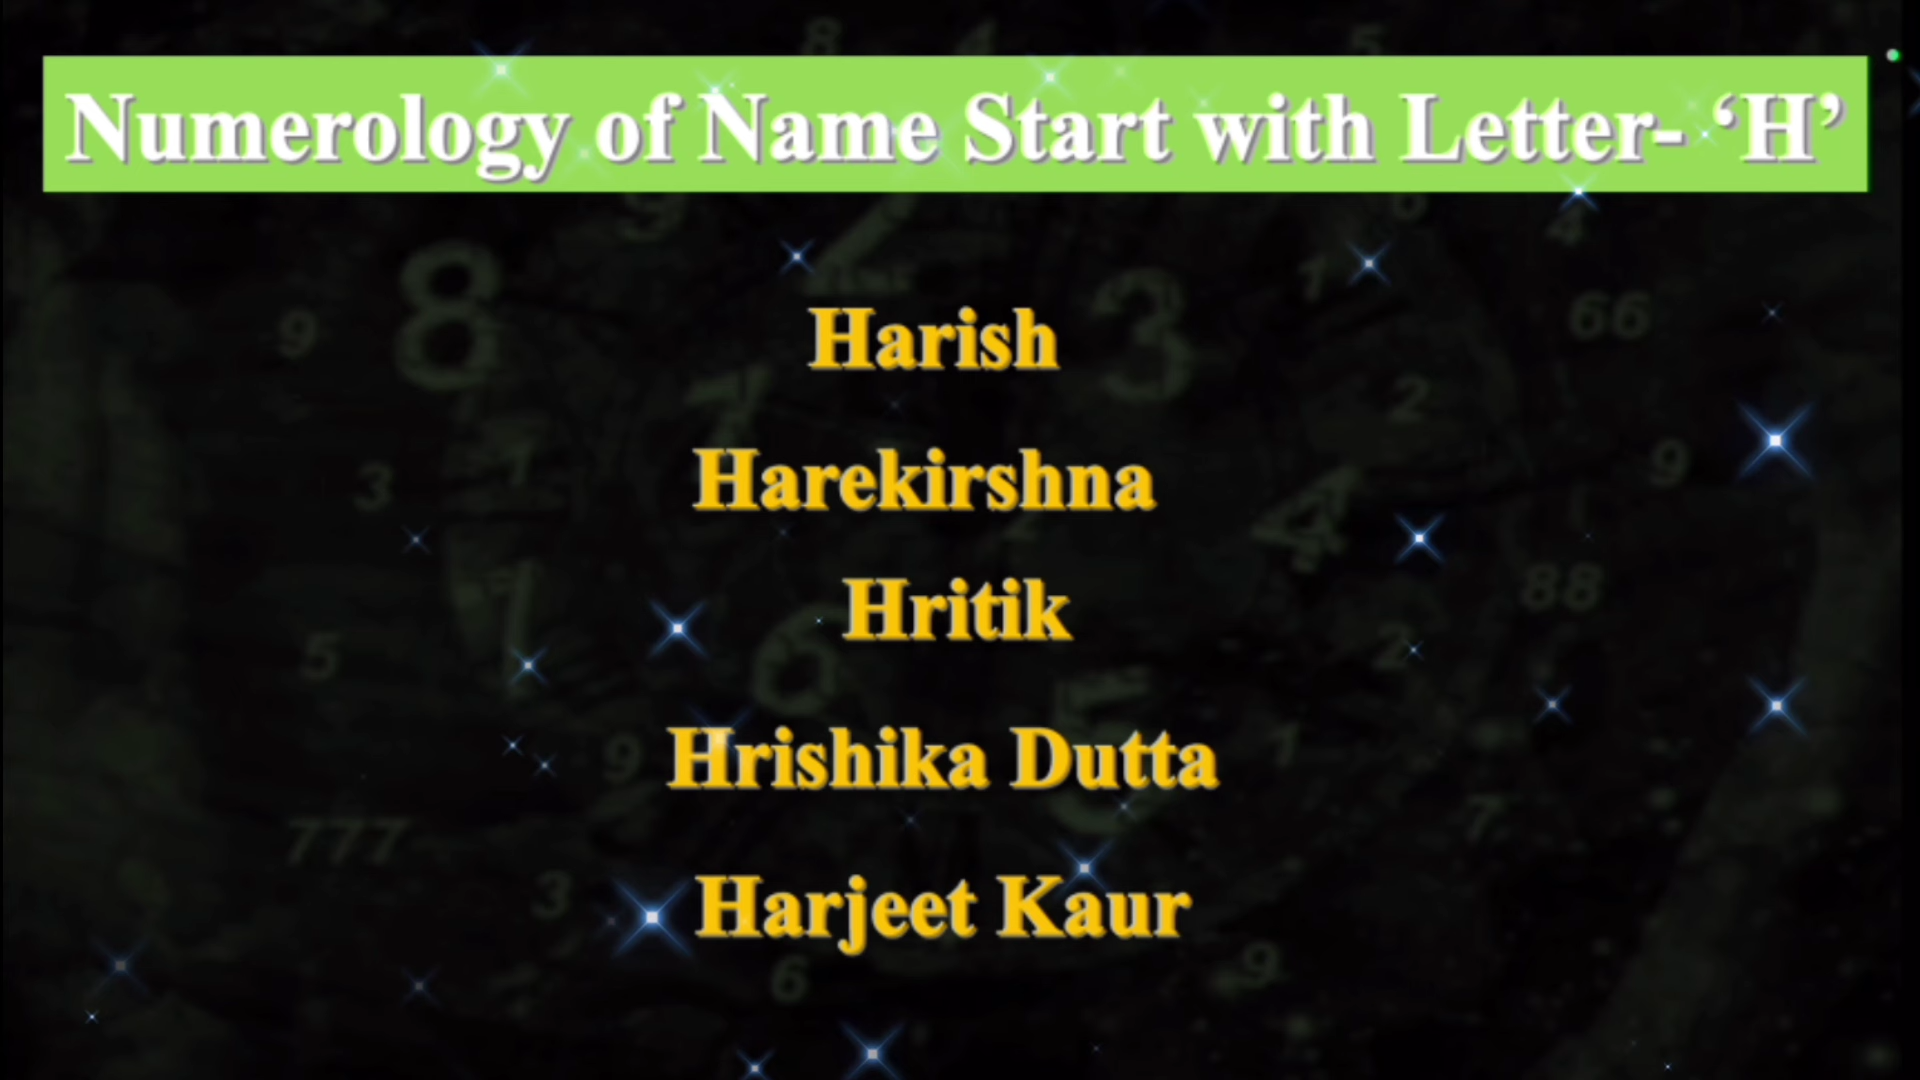 Numerology of Name Start with Letter- ‘H’
Harish
Harekirshna
Hritik
Hrishika Dutta
Harjeet Kaur